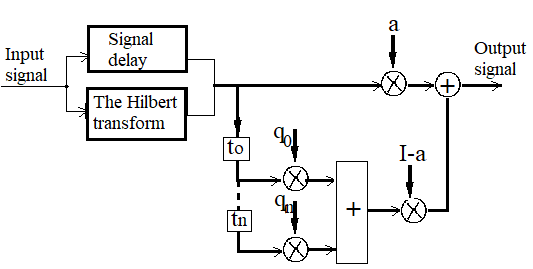 Input
signal
Signal
delay
The Hilbert
transform
a
Output
signal
+
to
q0
I-a
tn
qn
+